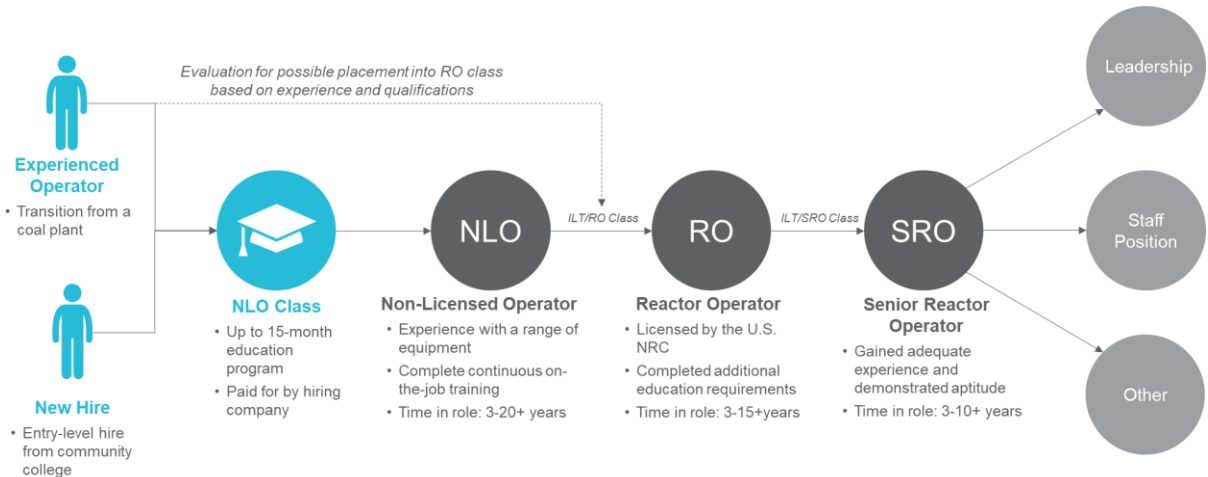 Evaluation for possible placement into RO class
based on experience and qualifications
Experienced
Operator
• Transition from a
coal plant
New Hire
• Entry-level hire
from community
college
NLO Class
• Up to 15-month
education
program
• Paid for by hiring
company
NLO
Non-Licensed Operator
• Experience with a range of
equipment
• Complete continuous on-
the-job training
• Time in role: 3-20+ years
ILT/RO Class
RO
Reactor Operator
• Licensed by the U.S.
NRC
• Completed additional
education requirements
• Time in role: 3-15+years
ILT/SRO Class
SRO
Senior Reactor
Operator
• Gained adequate
experience and
demonstrated aptitude
• Time in role: 3-10+ years
Leadership
Staff
Position
Other